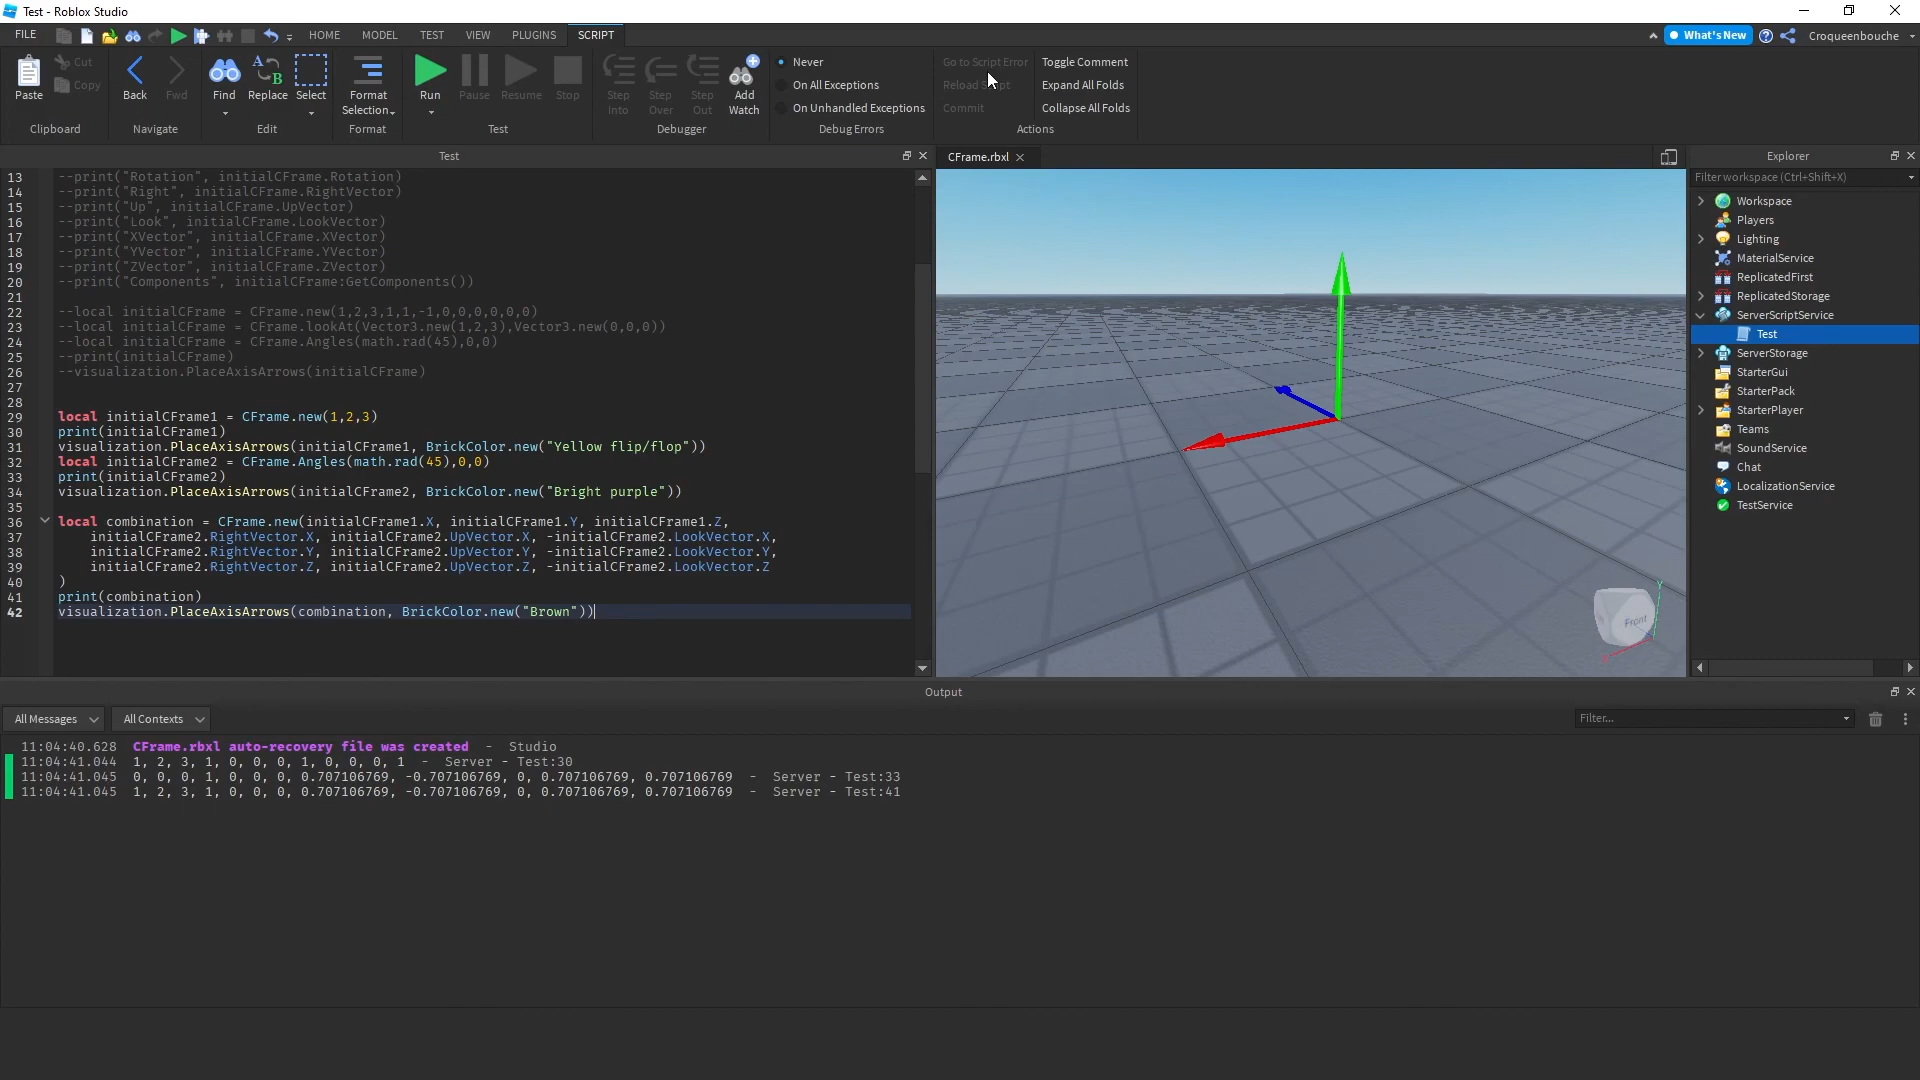 Test - Roblox Studio
FILE
HOME
MODEL
TEST
VIEW
PLUGINS
SCRIPT
What's New
Croqueenbouche
Paste
Cut
Copy
Clipboard
Back
Fwd
Navigate
Find
Replace
Select
Edit
Format
Selection
Format
Run
Pause
Resume
Stop
Test
Step
Into
Step
Over
Step
Out
Add
Watch
Debugger
Never
On All Exceptions
On Unhandled Exceptions
Debug Errors
Go to Script Error
Reload Script
Commit
Toggle Comment
Expand All Folds
Collapse All Folds
Actions
Test
13 --print("Rotation", initialCFrame.Rotation)
14 --print("Right", initialCFrame.RightVector)
15 --print("Up", initialCFrame.UpVector)
16 --print("Look", initialCFrame.LookVector)
17 --print("XVector", initialCFrame.XVector)
18 --print("YVector", initialCFrame.YVector)
19 --print("ZVector", initialCFrame.ZVector)
20 --print("Components", initialCFrame:GetComponents())
21
22 --local initialCFrame = CFrame.new(1,2,3,1,1,-1,0,0,0,0,0,0)
23 --local initialCFrame = CFrame.lookAt(Vector3.new(1,2,3),Vector3.new(0,0,0))
24 --local initialCFrame = CFrame.Angles(math.rad(45),0,0)
25 --print(initialCFrame)
26 --visualization.PlaceAxisArrows(initialCFrame)
27
28
29 local initialCFrame1 = CFrame.new(1,2,3)
30 print(initialCFrame1)
31 visualization.PlaceAxisArrows(initialCFrame1, BrickColor.new("Yellow flip/flop"))
32 local initialCFrame2 = CFrame.Angles(math.rad(45),0,0)
33 print(initialCFrame2)
34 visualization.PlaceAxisArrows(initialCFrame2, BrickColor.new("Bright purple"))
35
36 local combination = CFrame.new(initialCFrame1.X, initialCFrame1.Y, initialCFrame1.Z,
37 initialCFrame2.RightVector.X, initialCFrame2.UpVector.X, -initialCFrame2.LookVector.X,
38 initialCFrame2.RightVector.Y, initialCFrame2.UpVector.Y, -initialCFrame2.LookVector.Y,
39 initialCFrame2.RightVector.Z, initialCFrame2.UpVector.Z, -initialCFrame2.LookVector.Z
40 )
41 print(combination)
42 visualization.PlaceAxisArrows(combination, BrickColor.new("Brown"))
CFrame.rbxl
Front
Y
Explorer
Filter workspace (Ctrl+Shift+X)
Workspace
Players
Lighting
MaterialService
ReplicatedFirst
ReplicatedStorage
ServerScriptService
Test
ServerStorage
StarterGui
StarterPack
StarterPlayer
Teams
SoundService
Chat
LocalizationService
TestService
Output
All Messages
All Contexts
Filter...
11:04:40.628 CFrame.rbxl auto-recovery file was created - Studio
11:04:41.044 1, 2, 3, 1, 0, 0, 0, 1, 0, 0, 0, 1 - Server - Test:30
11:04:41.045 0, 0, 0, 1, 0, 0, 0, 0.707106769, -0.707106769, 0, 0.707106769, 0.707106769 - Server - Test:33
11:04:41.045 1, 2, 3, 1, 0, 0, 0, 0.707106769, -0.707106769, 0, 0.707106769, 0.707106769 - Server - Test:41